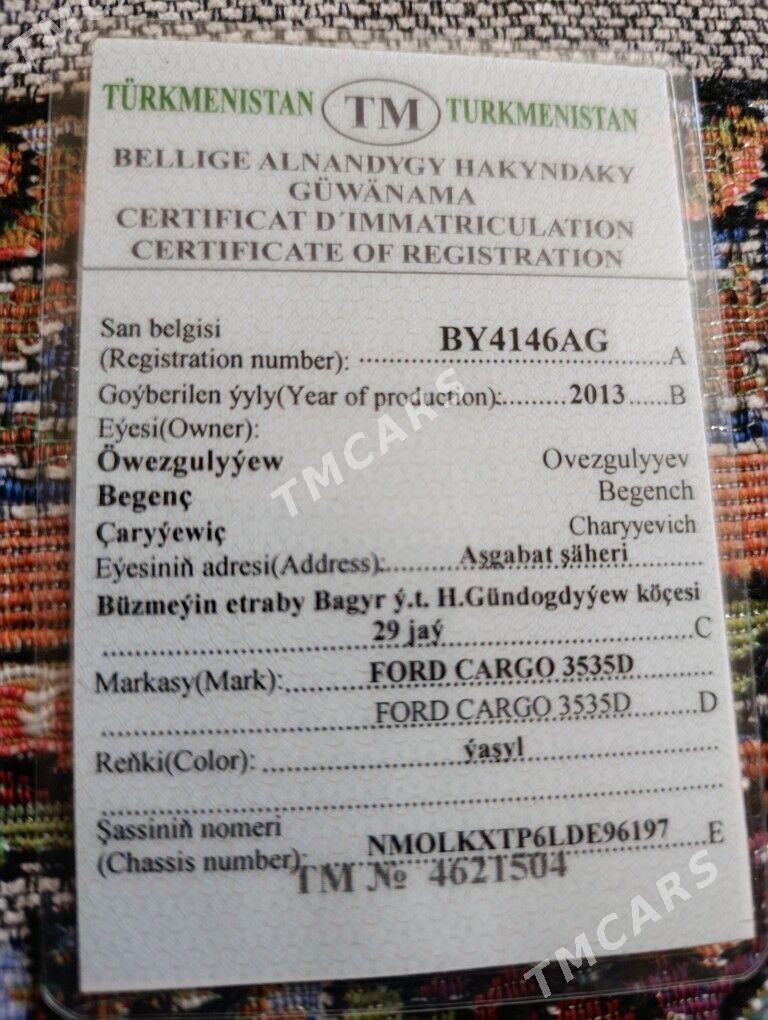 TMCARS
TÜRKMENISTAN TM TURKMENISTAN
BELLIGE ALNANDYGY HAKYNDAKY
GÜWÄNAMA
CERTIFICAT D´IMMATRICULATION
CERTIFICATE OF REGISTRATION
San belgisi
(Registration number): BY4146AG A
Goýberilen ýyly(Year of production): 2013 B
Eýesi(Owner):
Öwezgulyýew Ovezgulyyev
Begenç Begench
Çaryýewiç Charyyevich
Eýesiniň adresi(Address): Aşgabat şäheri
Büzmeýin etraby Bagyr ý.t. H.Gündogdyýew köçesi
29 jaý C
Markasy(Mark): FORD CARGO 3535D
FORD CARGO 3535D D
Reňki(Color): ýaşyl
Şassiniň nomeri
(Chassis number): NMOLKXTP6LDE96197 E
TM № 4621504
TMCARS
TMCARS